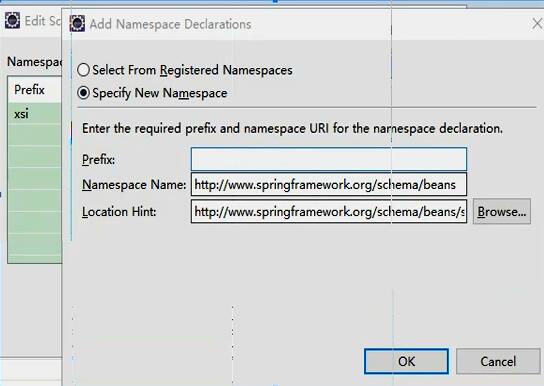 Edit Sc
Add Namespace Declarations
Namespac
Prefix
xsi
Select From Registered Namespaces
Specify New Namespace
Enter the required prefix and namespace URI for the namespace declaration.
Prefix:
Namespace Name: http://www.springframework.org/schema/beans
Location Hint: http://www.springframework.org/schema/beans/s Browse...
OK Cancel